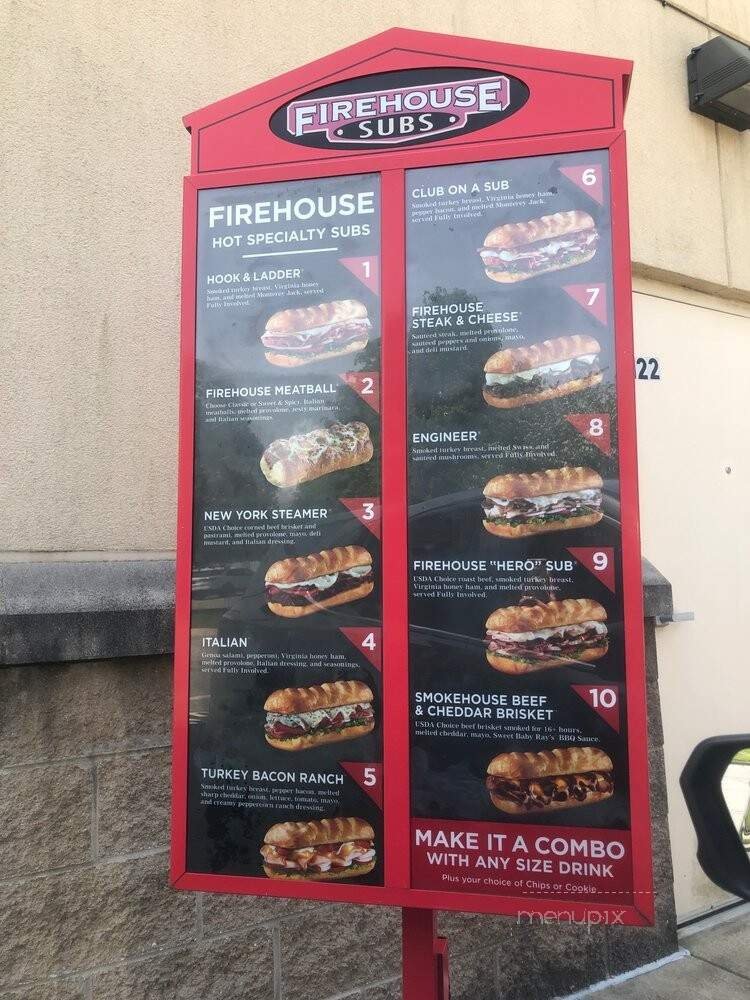 FIREHOUSE
SUBS
FIREHOUSE
HOT SPECIALTY SUBS
HOOK & LADDER®
1
Smoked turkey breast, Virginia honey
ham, and melted Monterey Jack, served
Fully Involved.
FIREHOUSE MEATBALL®
2
Choose Classic or Sweet & Spicy. Italian
meatballs, melted provolone, zesty marinara,
and Italian seasonings.
NEW YORK STEAMER®
3
USDA Choice corned beef brisket and
pastrami, melted provolone, mayo, deli
mustard, and Italian dressing.
ITALIAN
4
Genoa salami, pepperoni, Virginia honey ham,
melted provolone, Italian dressing, and seasonings,
served Fully Involved.
TURKEY BACON RANCH
5
Smoked turkey breast, pepper bacon, melted
sharp cheddar, onion, lettuce, tomato, mayo,
and creamy peppercorn ranch dressing.
CLUB ON A SUB®
6
Smoked turkey breast, Virginia honey ham,
pepper bacon, and melted Monterey Jack,
served Fully Involved.
FIREHOUSE
STEAK & CHEESE®
7
Sauteed steak, melted provolone,
sauteed peppers and onions, mayo,
and deli mustard.
ENGINEER®
8
Smoked turkey breast, melted Swiss, and
sauteed mushrooms, served Fully Involved.
FIREHOUSE "HERO" SUB®
9
USDA Choice roast beef, smoked turkey breast,
Virginia honey ham, and melted provolone,
served Fully Involved.
SMOKEHOUSE BEEF
& CHEDDAR BRISKET™
10
USDA Choice beef brisket smoked for 16+ hours,
melted cheddar, mayo, Sweet Baby Ray's® BBQ Sauce.
MAKE IT A COMBO
WITH ANY SIZE DRINK
Plus your choice of Chips or Cookie
22
menupix